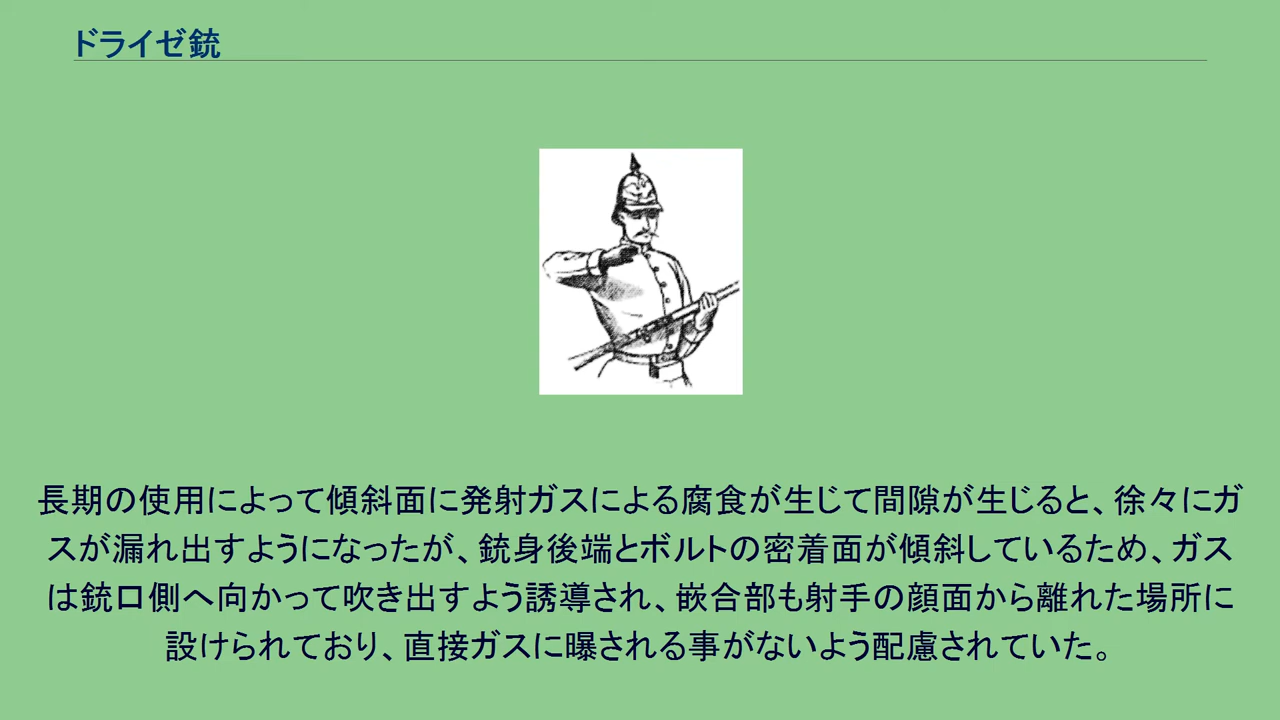 ドライゼ銃
長期の使用によって傾斜面に発射ガスによる腐食が生じて間隙が生じると、徐々にガ
スが漏れ出すようになったが、銃身後端とボルトの密着面が傾斜しているため、ガス
は銃口側へ向かって吹き出すよう誘導され、嵌合部も射手の顔面から離れた場所に
設けられており、直接ガスに曝される事がないよう配慮されていた。